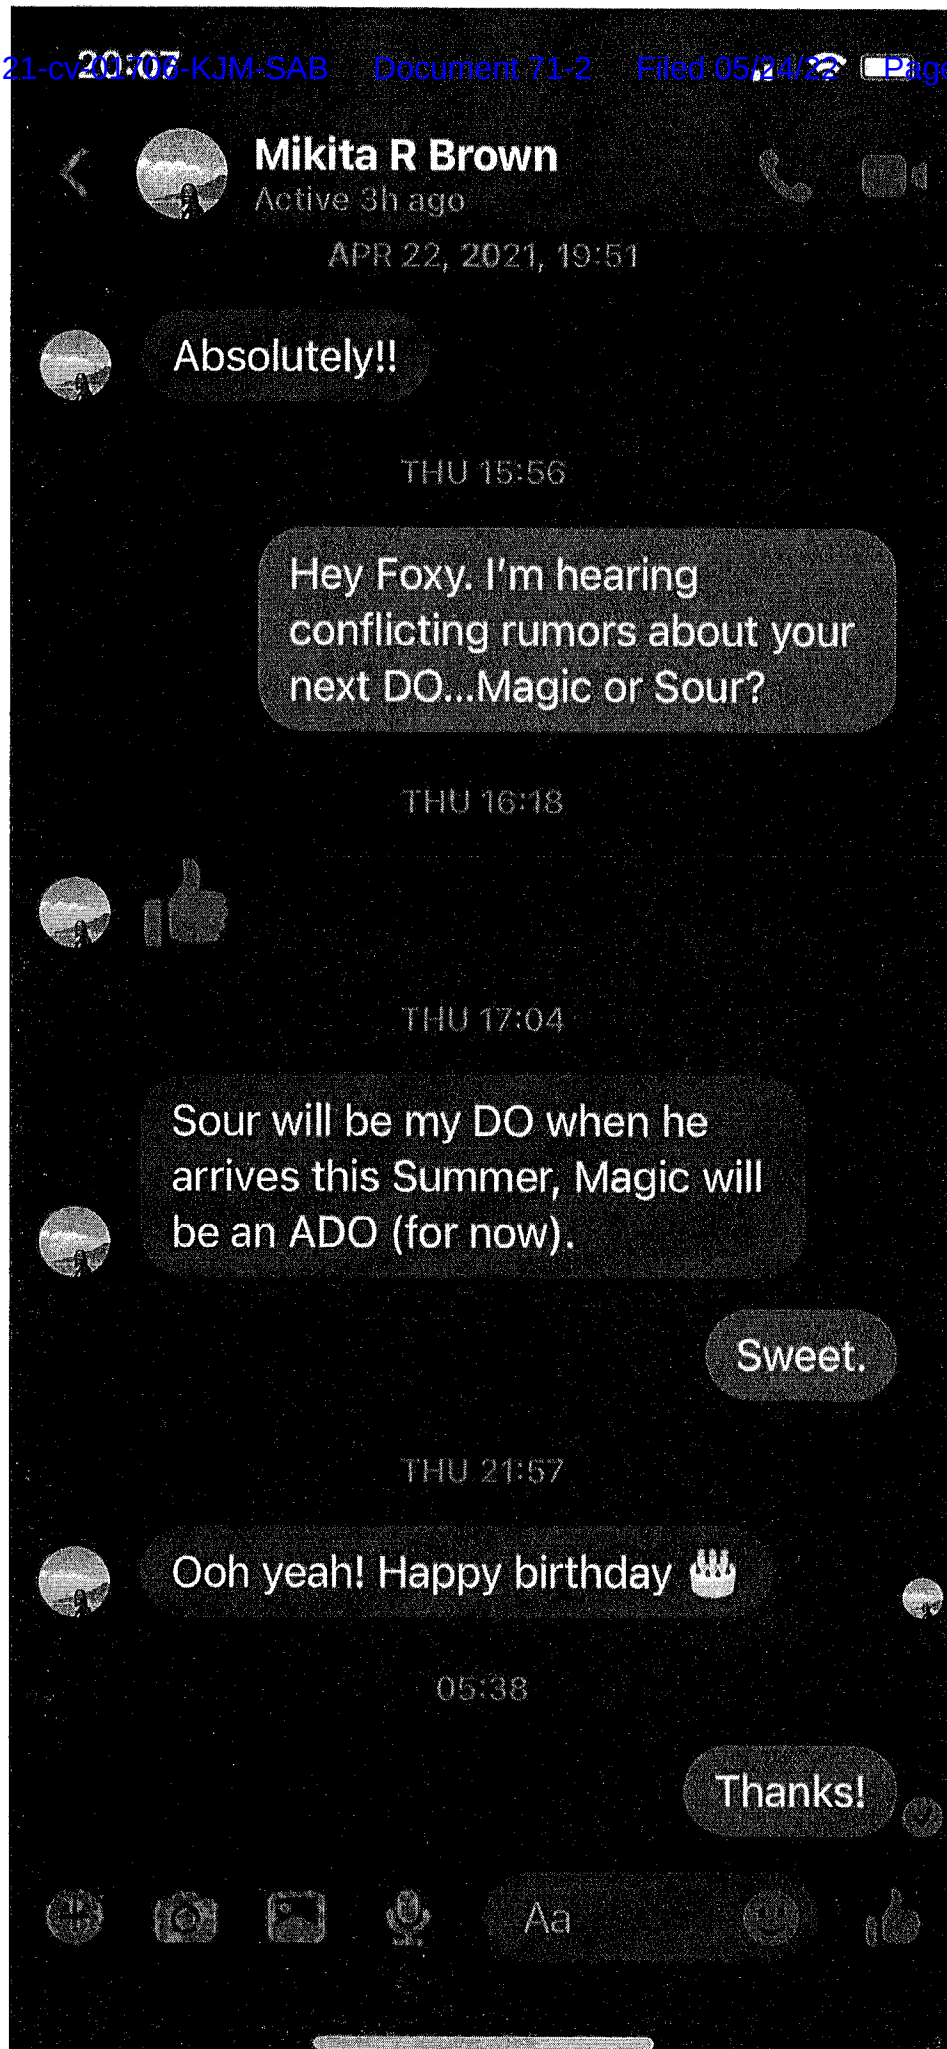 20:07
21-cv-01706-KJM-SAB Document 71-2 Filed 05/24/22 Page
Mikita R Brown
Active 3h ago
APR 22, 2021, 19:51
Absolutely!!
THU 15:56
Hey Foxy. I'm hearing
conflicting rumors about your
next DO...Magic or Sour?
THU 16:18
THU 17:04
Sour will be my DO when he
arrives this Summer, Magic will
be an ADO (for now).
Sweet.
THU 21:57
Ooh yeah! Happy birthday 🎂
05:38
Thanks!
Aa